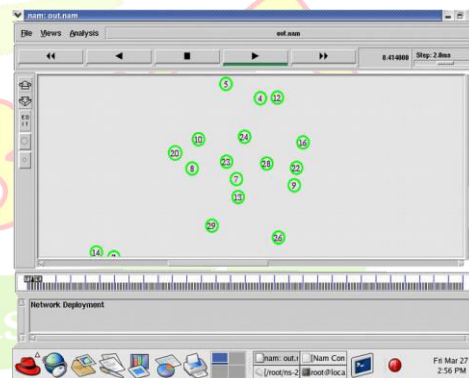 nam: out.nam
File Views Analysis out.nam
0.414000 Step: 2.0ms
5
4 12
10 24 16
20 23 28 22
8 7 9
13
29 26
14
Network Deployment
nam: out.n [Nam Con
[/root/ns-2 root@loca
Fri Mar 27
2:56 PM